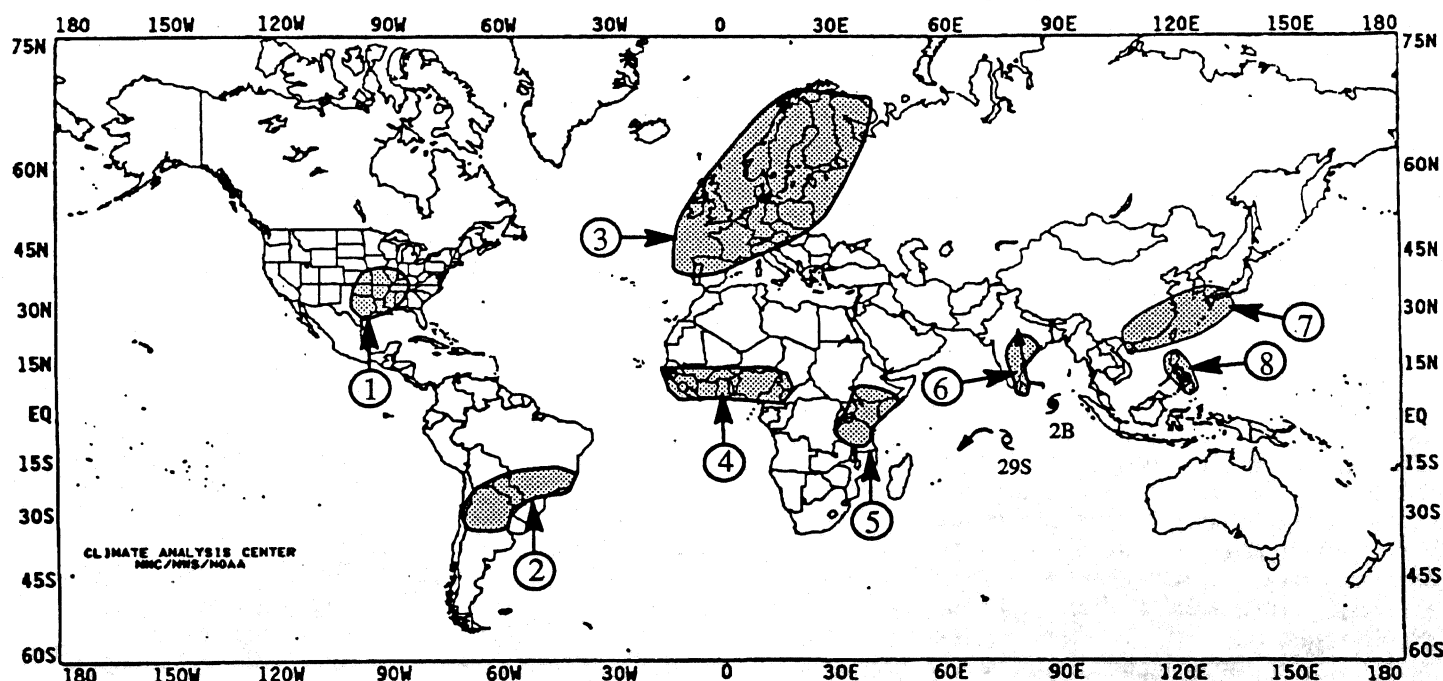 180 150W 120W 90W 60W 30W 0 30E 60E 90E 120E 150E 180
75N 75N
60N 60N
3
45N 45N
30N 30N
7
15N 15N
1 6 8
EQ EQ
2B
4
15S 29S 15S
5
30S 30S
CLIMATE ANALYSIS CENTER
NMC/NWS/NOAA
2
45S 45S
60S 60S
180 150W 120W 90W 60W 30W 0 30E 60E 90E 120E 150E 180